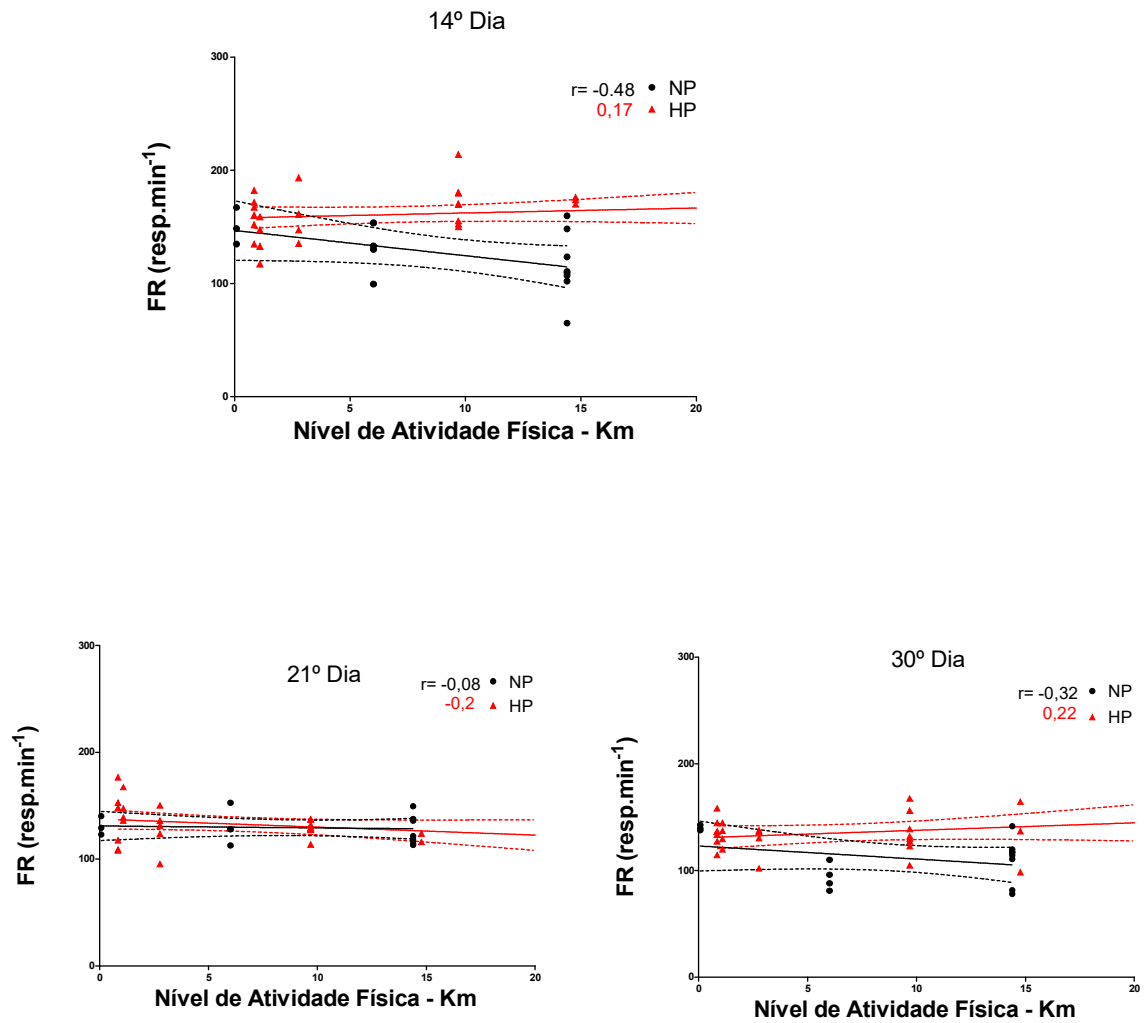 14º Dia
300
200
100
0
FR (resp.min-1)
r= -0.48 NP
0,17 HP
0 5 10 15 20
Nível de Atividade Física - Km
21º Dia
300
200
100
0
FR (resp.min-1)
r= -0,08 NP
-0,2 HP
0 5 10 15 20
Nível de Atividade Física - Km
30º Dia
300
200
100
0
FR (resp.min-1)
r= -0,32 NP
0,22 HP
0 5 10 15 20
Nível de Atividade Física - Km